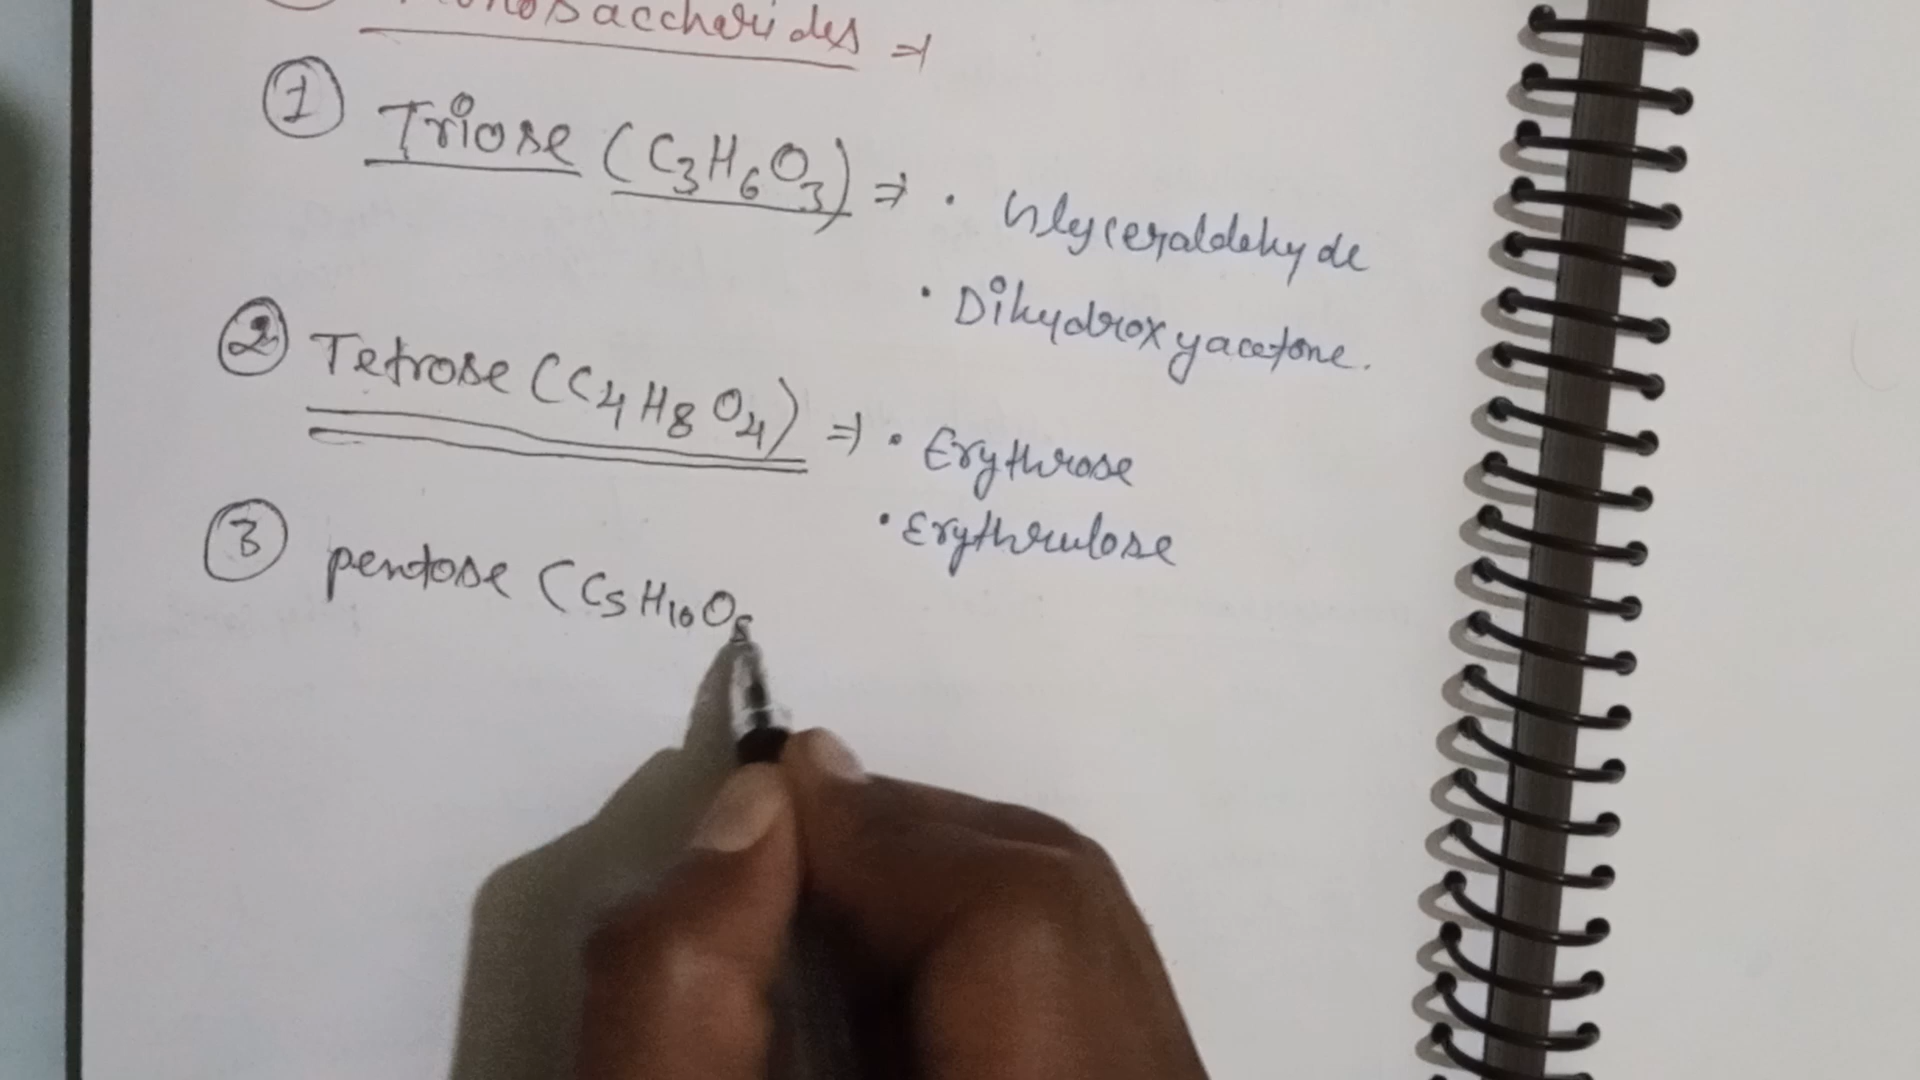 Monosaccharides ⇒
① Triose (C₃H₆O₃) ⇒ • Glyceraldehyde
• Dihydroxyacetone.
② Tetrose (C₄H₈O₄) ⇒ • Erythrose
• Erythrulose
③ pentose (C₅H₁₀O₅